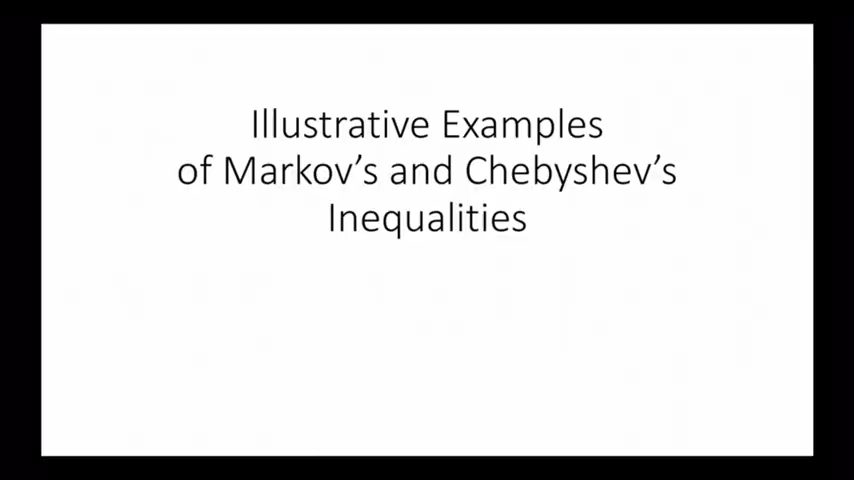 Illustrative Examples
of Markov’s and Chebyshev’s
Inequalities